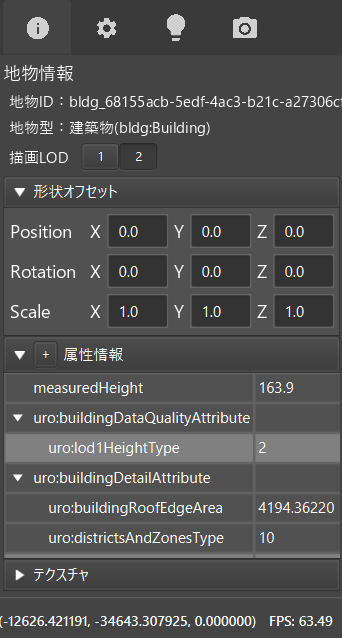 地物情報
地物ID：bldg_68155acb-5edf-4ac3-b21c-a27306cf
地物型：建築物(bldg:Building)
描画LOD 1 2
▼ 形状オフセット
Position X 0.0 Y 0.0 Z 0.0
Rotation X 0.0 Y 0.0 Z 0.0
Scale X 1.0 Y 1.0 Z 1.0
▼ + 属性情報
measuredHeight 163.9
▼ uro:buildingDataQualityAttribute
uro:lod1HeightType 2
▼ uro:buildingDetailAttribute
uro:buildingRoofEdgeArea 4194.36220
uro:districtsAndZonesType 10
▶ テクスチャ
(-12626.421191, -34643.307925, 0.000000) FPS: 63.49